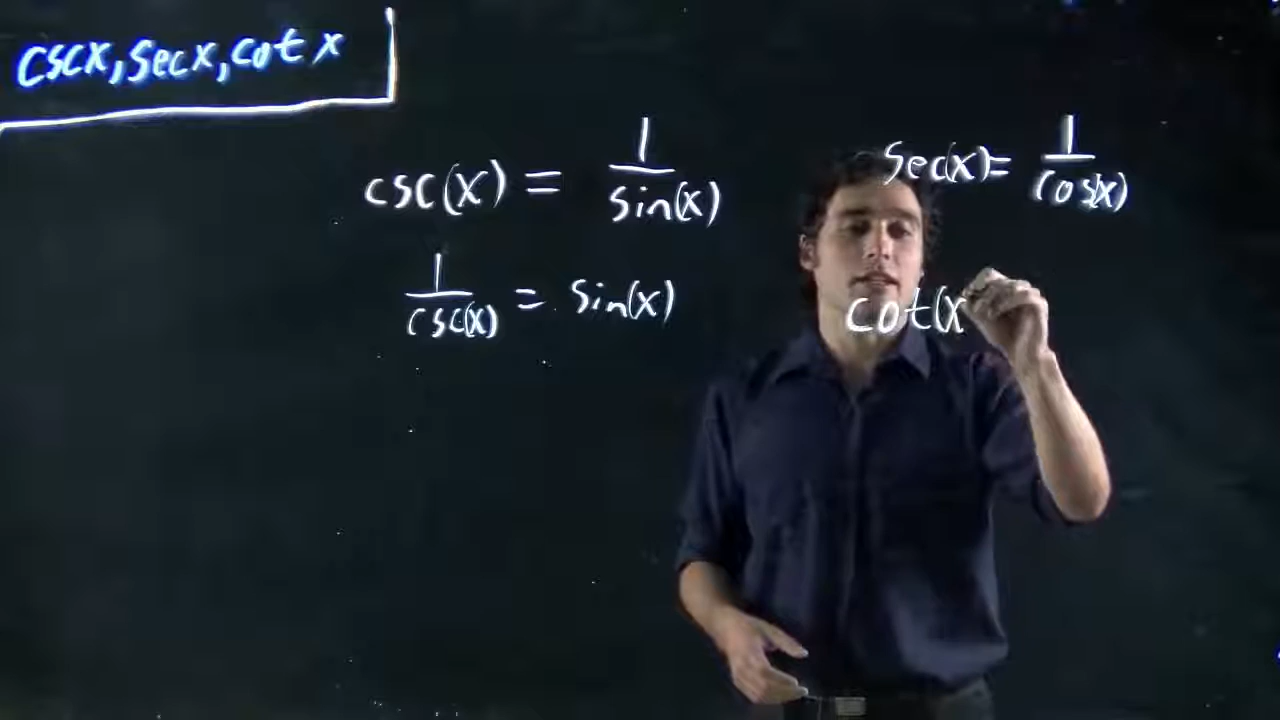 cscx, secx, cot x
csc(x) = 1/sin(x)
sec(x) = 1/cos(x)
1/csc(x) = sin(x)
cot(x